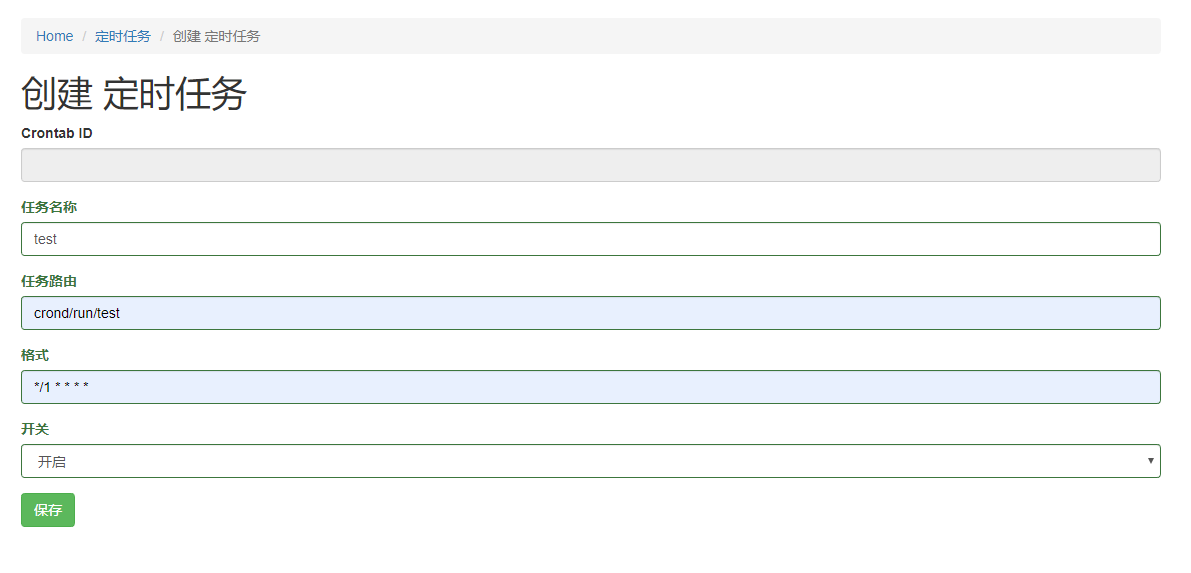 Home / 定时任务 / 创建 定时任务
创建 定时任务
Crontab ID
任务名称
test
任务路由
crond/run/test
格式
*/1 * * * *
开关
开启
保存